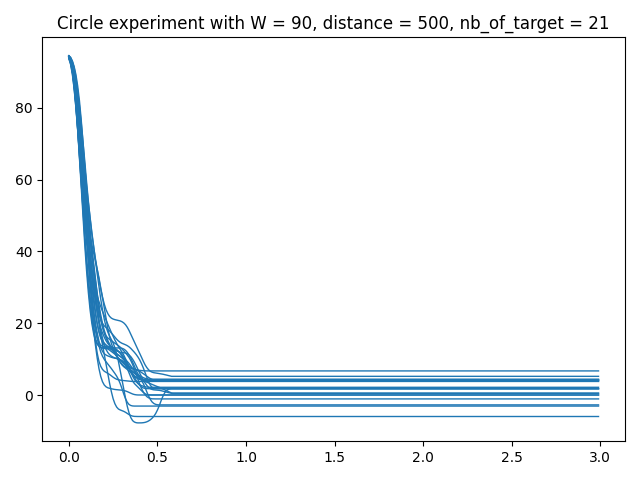 Circle experiment with W = 90, distance = 500, nb_of_target = 21
80
60
40
20
0
0.0 0.5 1.0 1.5 2.0 2.5 3.0